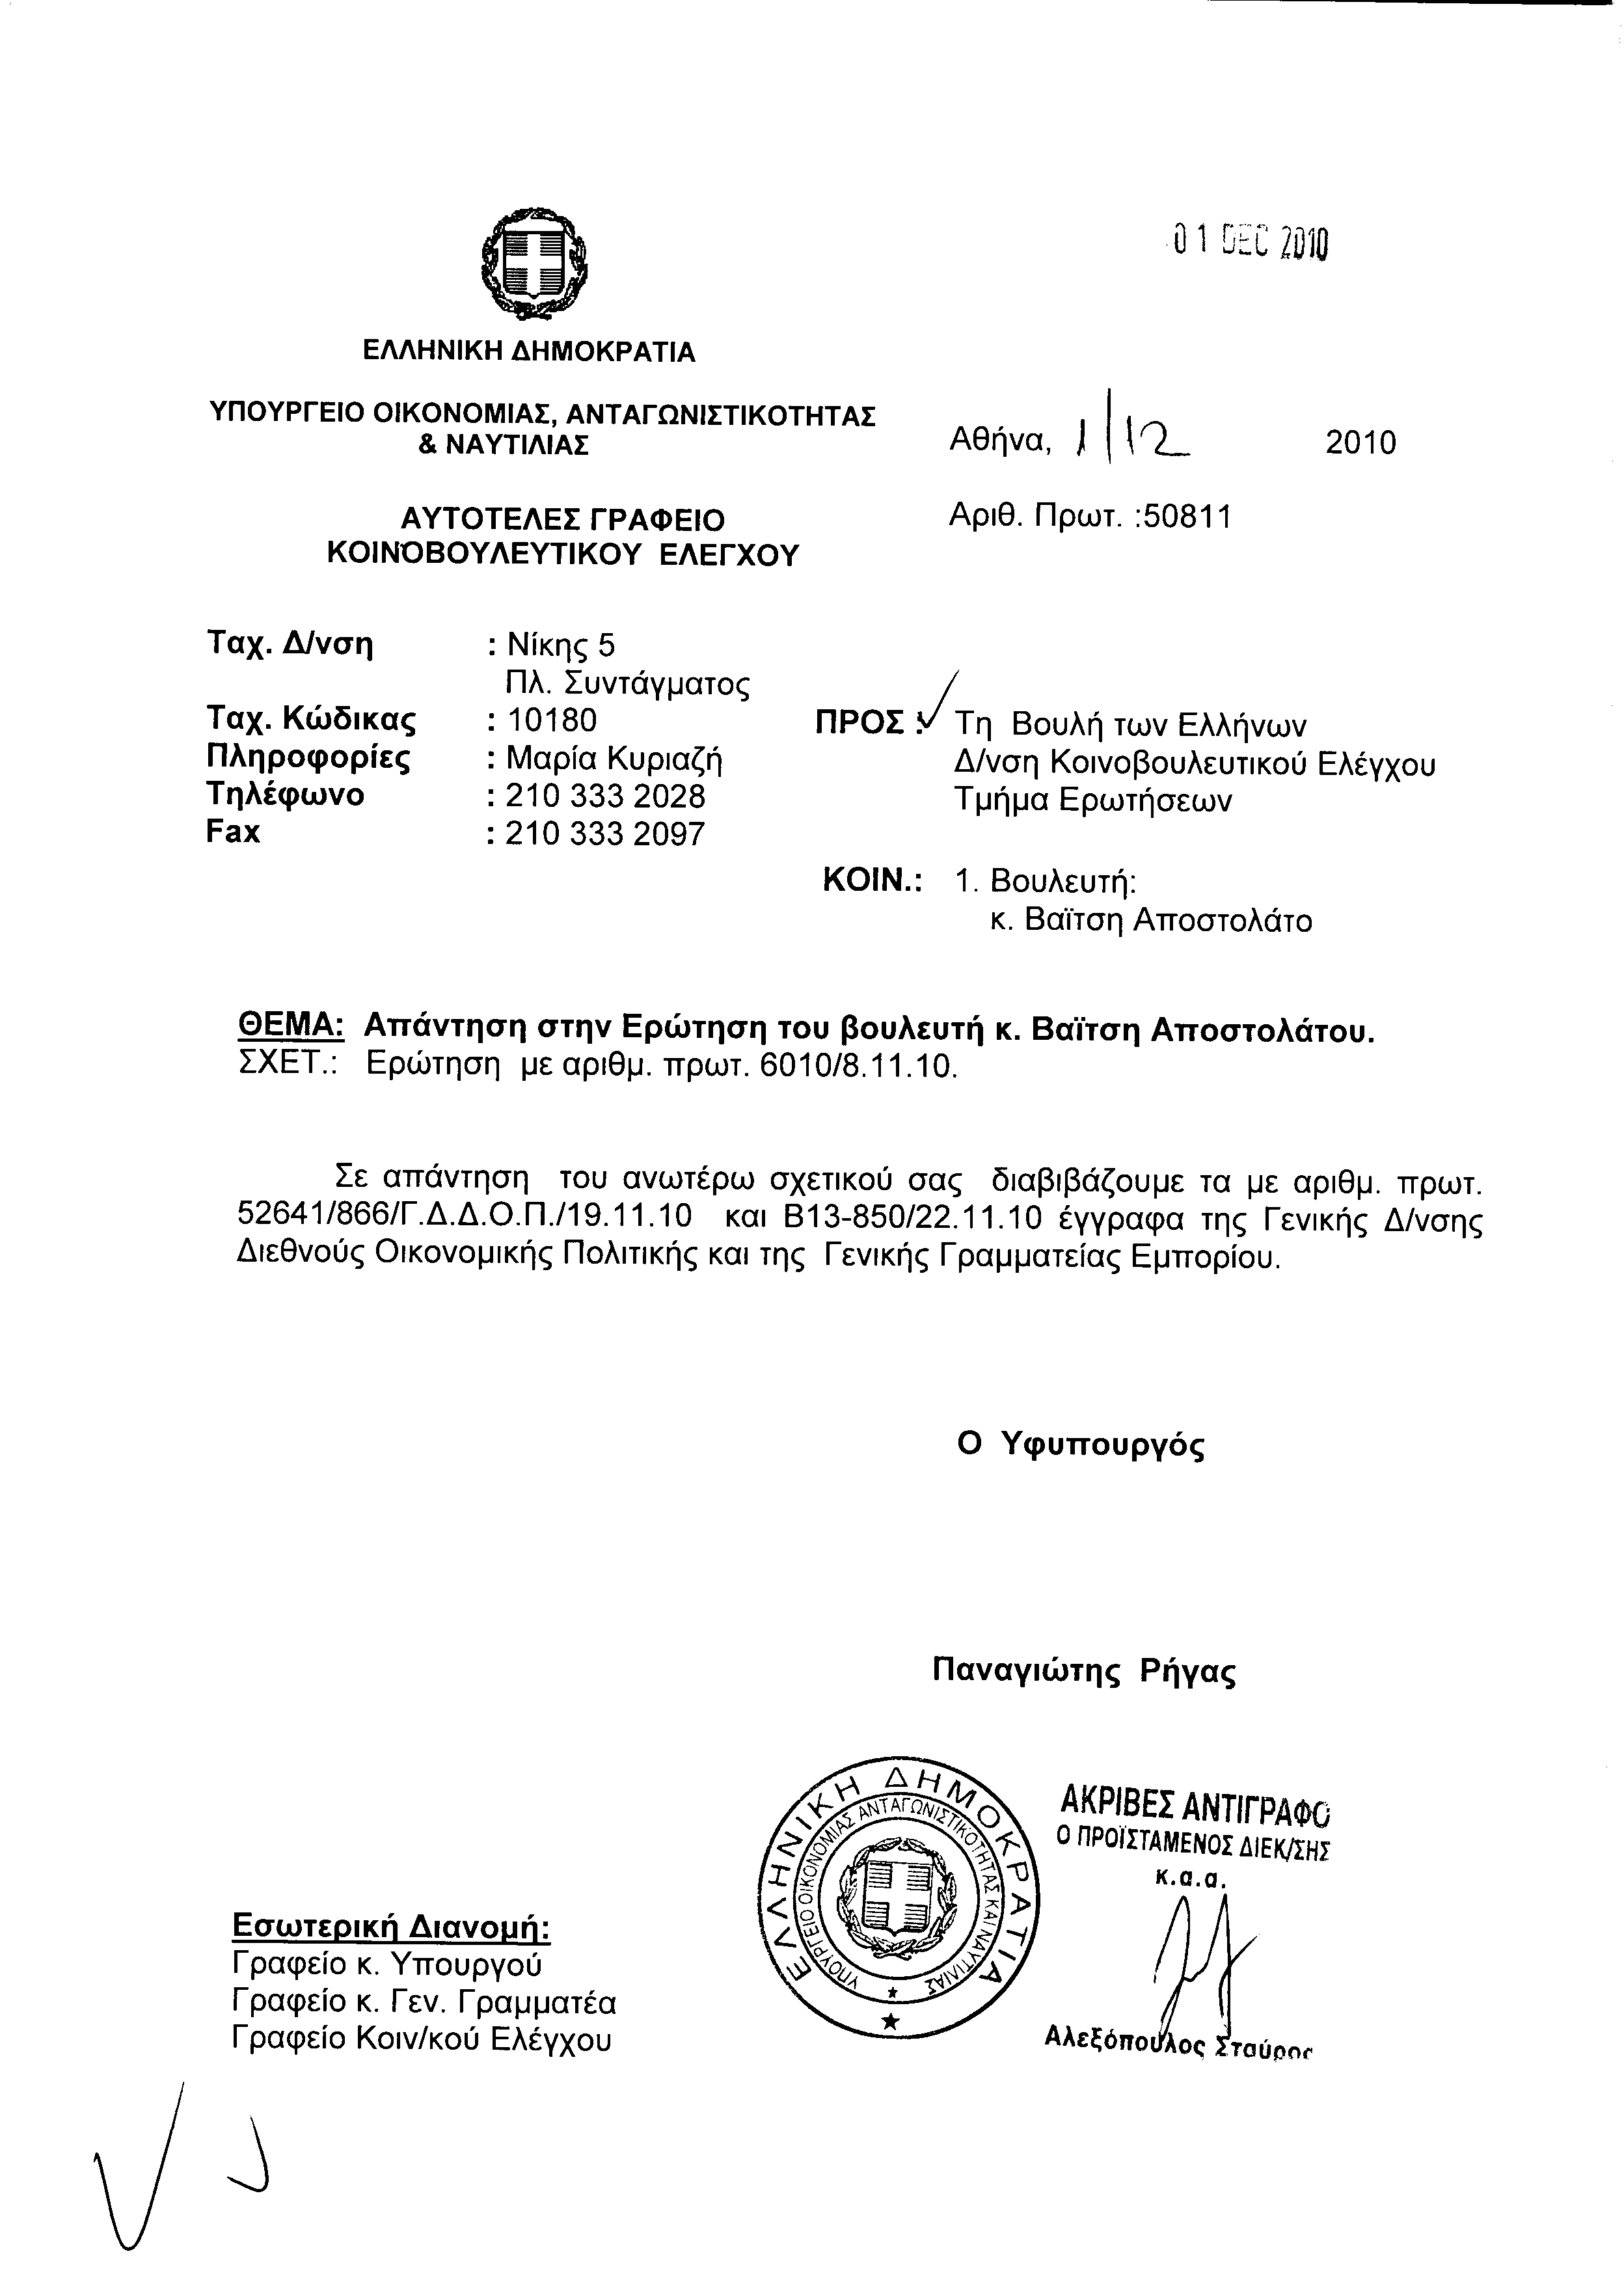 01 DEC 2010
ΕΛΛΗΝΙΚΗ ΔΗΜΟΚΡΑΤΙΑ
ΥΠΟΥΡΓΕΙΟ ΟΙΚΟΝΟΜΙΑΣ, ΑΝΤΑΓΩΝΙΣΤΙΚΟΤΗΤΑΣ
& ΝΑΥΤΙΛΙΑΣ
Αθήνα, 1/12 2010
ΑΥΤΟΤΕΛΕΣ ΓΡΑΦΕΙΟ
ΚΟΙΝΟΒΟΥΛΕΥΤΙΚΟΥ ΕΛΕΓΧΟΥ
Αριθ. Πρωτ. :50811
Ταχ. Δ/νση : Νίκης 5
Πλ. Συντάγματος
Ταχ. Κώδικας : 10180
Πληροφορίες : Μαρία Κυριαζή
Τηλέφωνο : 210 333 2028
Fax : 210 333 2097
ΠΡΟΣ : Τη Βουλή των Ελλήνων
Δ/νση Κοινοβουλευτικού Ελέγχου
Τμήμα Ερωτήσεων
ΚΟΙΝ.: 1. Βουλευτή:
κ. Βαϊτση Αποστολάτο
ΘΕΜΑ: Απάντηση στην Ερώτηση του βουλευτή κ. Βαϊτση Αποστολάτου.
ΣΧΕΤ.: Ερώτηση με αριθμ. πρωτ. 6010/8.11.10.
Σε απάντηση του ανωτέρω σχετικού σας διαβιβάζουμε τα με αριθμ. πρωτ.
52641/866/Γ.Δ.Δ.Ο.Π./19.11.10 και Β13-850/22.11.10 έγγραφα της Γενικής Δ/νσης
Διεθνούς Οικονομικής Πολιτικής και της Γενικής Γραμματείας Εμπορίου.
Ο Υφυπουργός
Παναγιώτης Ρήγας
ΕΛΛΗΝΙΚΗ ΔΗΜΟΚΡΑΤΙΑ
ΥΠΟΥΡΓΕΙΟ ΟΙΚΟΝΟΜΙΑΣ ΑΝΤΑΓΩΝΙΣΤΙΚΟΤΗΤΑΣ ΚΑΙ ΝΑΥΤΙΛΙΑΣ
ΑΚΡΙΒΕΣ ΑΝΤΙΓΡΑΦΟ
Ο ΠΡΟΪΣΤΑΜΕΝΟΣ ΔΙΕΚ/ΣΗΣ
κ.α.α.
Αλεξόπουλος Σταύρος
Εσωτερική Διανομή:
Γραφείο κ. Υπουργού
Γραφείο κ. Γεν. Γραμματέα
Γραφείο Κοιν/κού Ελέγχου